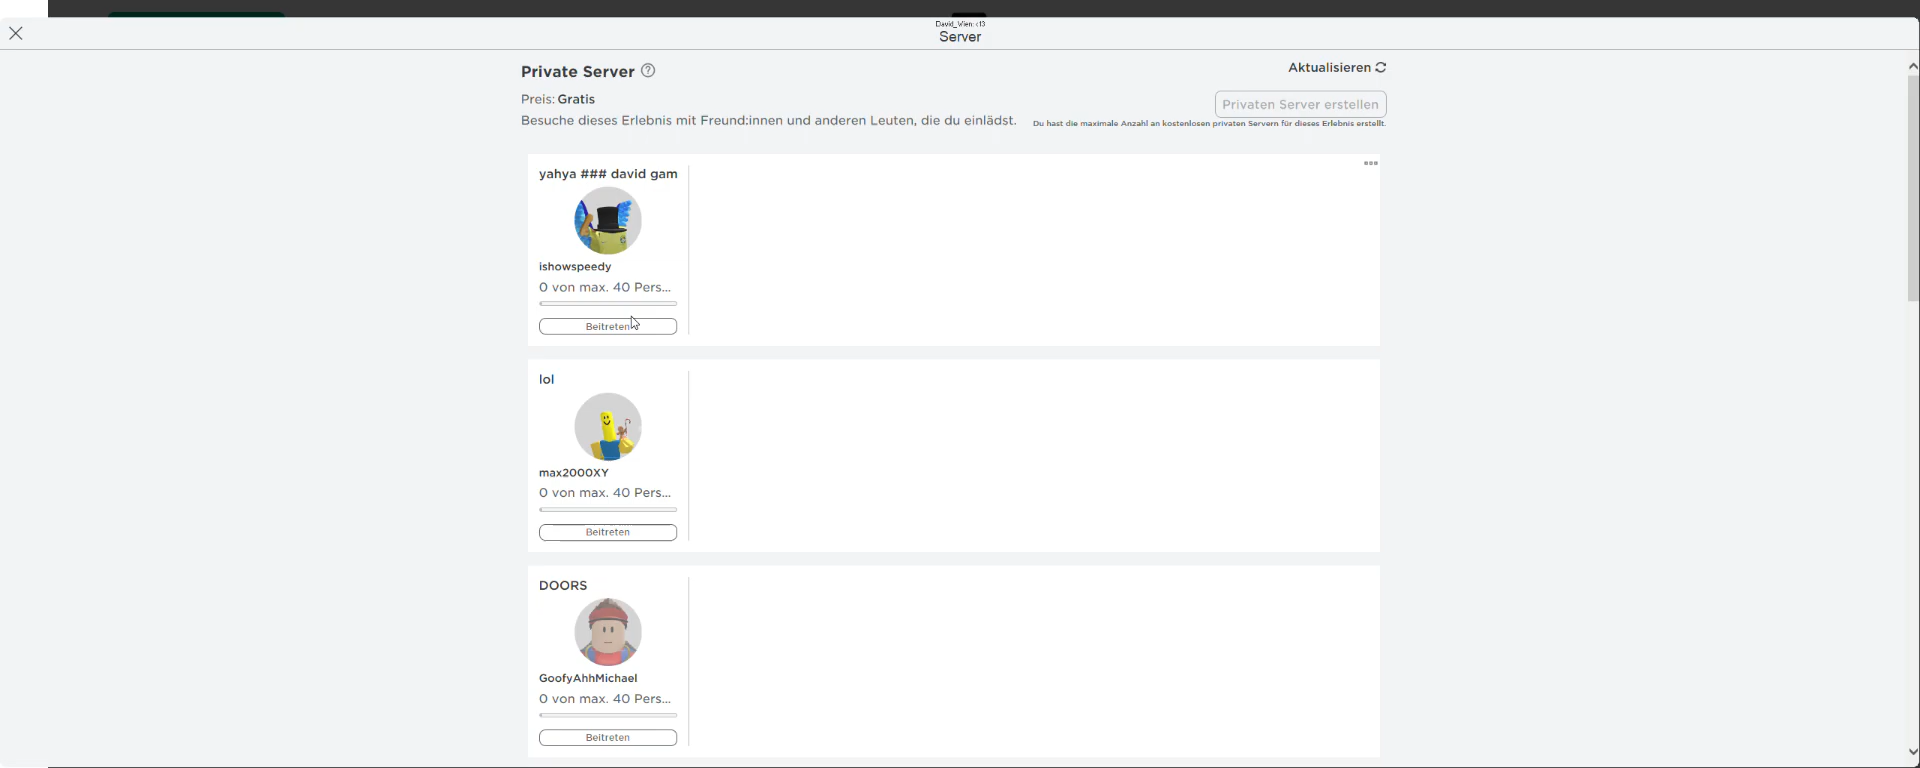 David_Wien: <13
Server
Private Server
Aktualisieren
Preis: Gratis
Privaten Server erstellen
Besuche dieses Erlebnis mit Freund:innen und anderen Leuten, die du einlädst.
Du hast die maximale Anzahl an kostenlosen privaten Servern für dieses Erlebnis erstellt.
yahya ### david gam
ishowspeedy
0 von max. 40 Pers...
Beitreten
lol
max2000XY
0 von max. 40 Pers...
Beitreten
DOORS
GoofyAhhMichael
0 von max. 40 Pers...
Beitreten